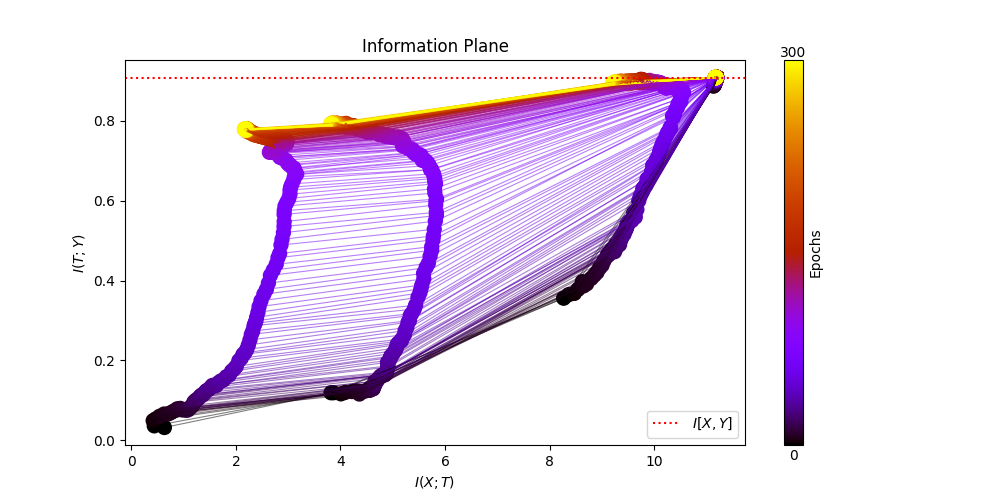 Information Plane
300
0.8
0.6
0.4
0.2
0.0
I(T; Y)
Epochs
I[X, Y]
0
0 2 4 6 8 10
I(X; T)